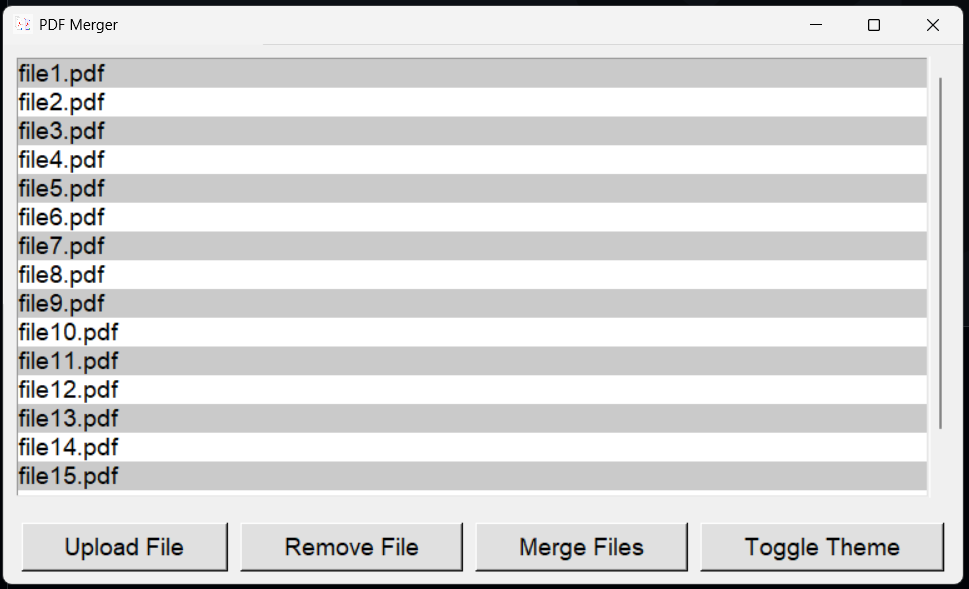 PDF Merger
file1.pdf
file2.pdf
file3.pdf
file4.pdf
file5.pdf
file6.pdf
file7.pdf
file8.pdf
file9.pdf
file10.pdf
file11.pdf
file12.pdf
file13.pdf
file14.pdf
file15.pdf
Upload File Remove File Merge Files Toggle Theme